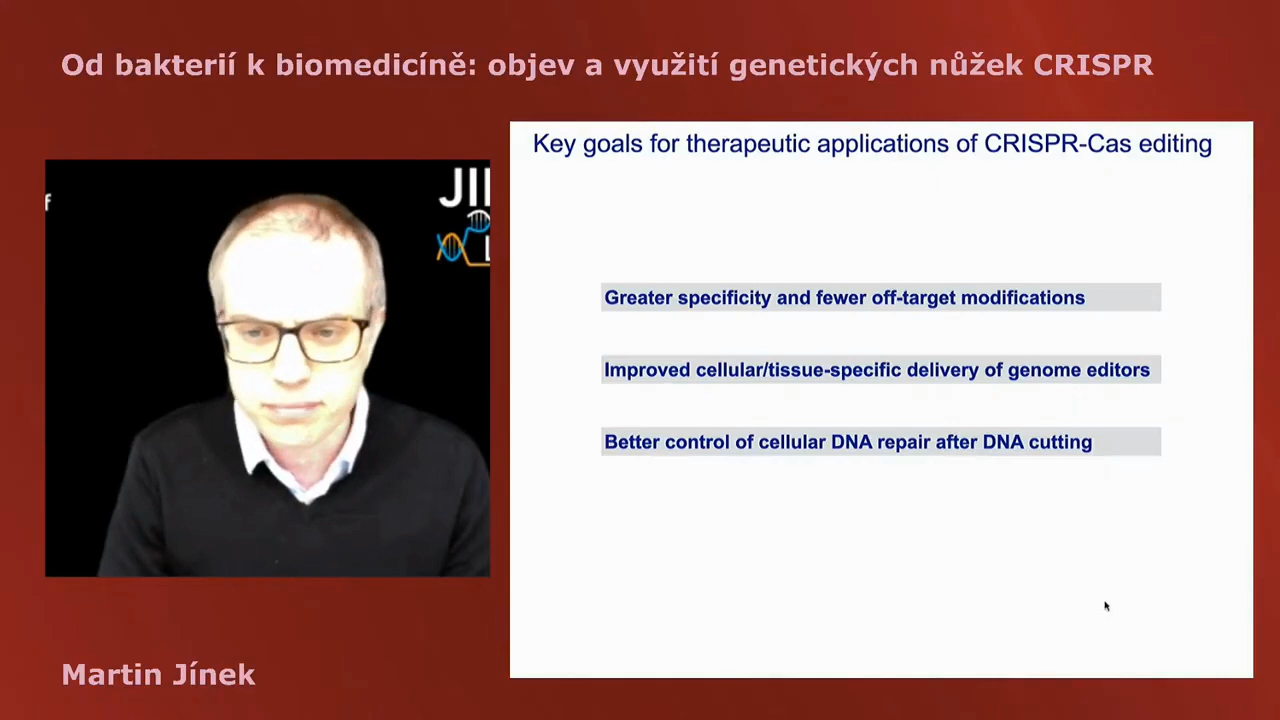 Od bakterií k biomedicíně: objev a využití genetických nůžek CRISPR
Key goals for therapeutic applications of CRISPR-Cas editing
Greater specificity and fewer off-target modifications
Improved cellular/tissue-specific delivery of genome editors
Better control of cellular DNA repair after DNA cutting
Martin Jínek